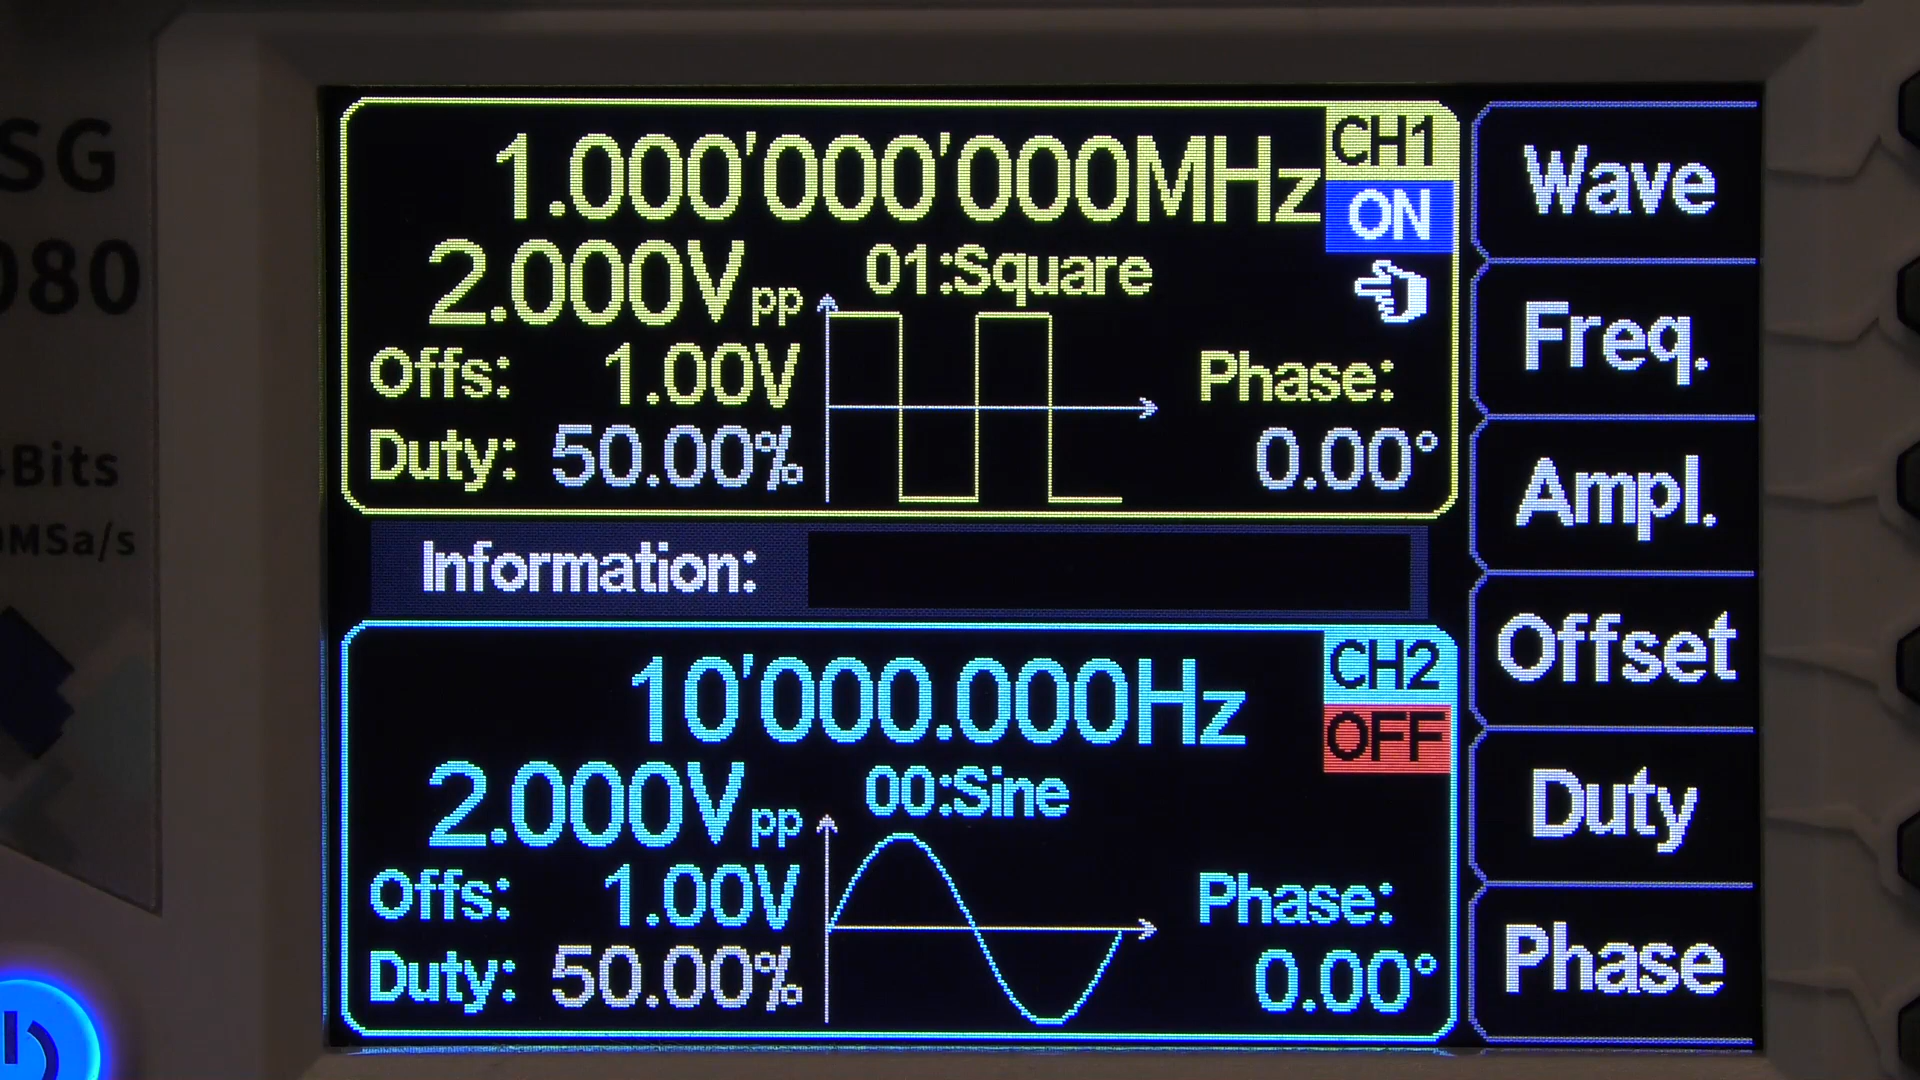 SG
080
Bits
MSa/s
1.000'000'000MHz
CH1
ON
2.000Vpp
01:Square
Offs: 1.00V
Phase:
Duty: 50.00%
0.00°
Information:
10'000.000Hz
CH2
OFF
2.000Vpp
00:Sine
Offs: 1.00V
Phase:
Duty: 50.00%
0.00°
Wave
Freq.
Ampl.
Offset
Duty
Phase